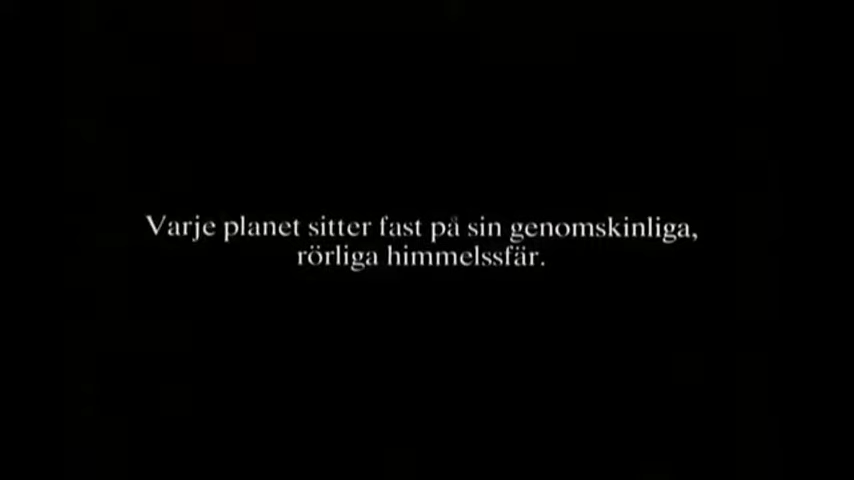 Varje planet sitter fast på sin genomskinliga,
rörliga himmelssfär.